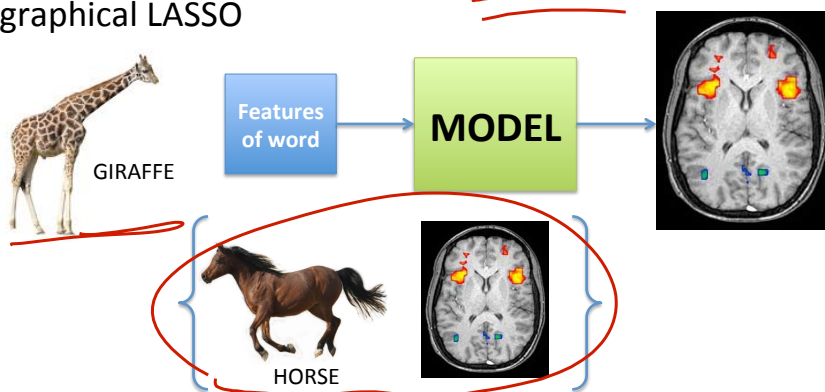 graphical LASSO
Features
of word
MODEL
GIRAFFE
HORSE